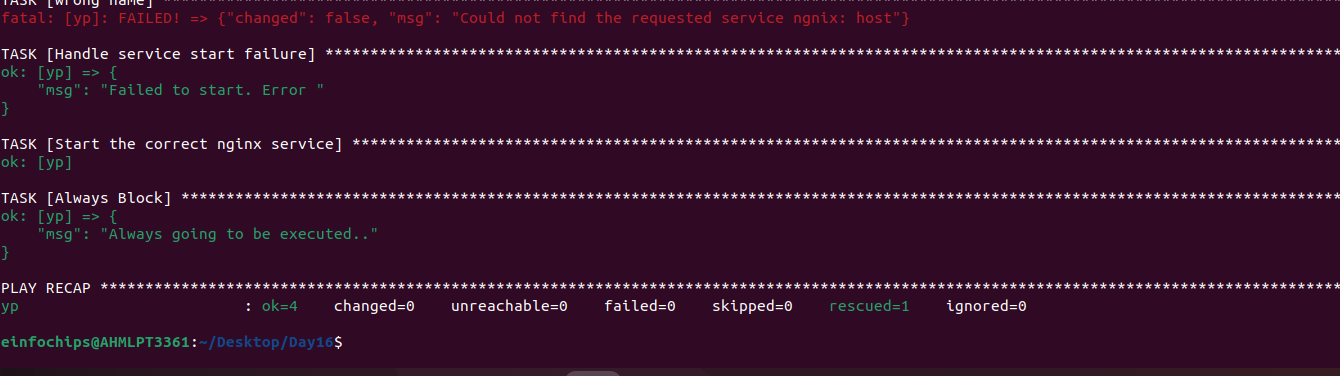 TASK [wrong name] ****************************************************************************************************************************************
fatal: [yp]: FAILED! => {"changed": false, "msg": "Could not find the requested service ngnix: host"}
TASK [Handle service start failure] *****************************************************************************************************************
ok: [yp] => {
    "msg": "Failed to start. Error "
}
TASK [Start the correct nginx service] **************************************************************************************************************
ok: [yp]
TASK [Always Block] *********************************************************************************************************************************
ok: [yp] => {
    "msg": "Always going to be executed.."
}
PLAY RECAP ******************************************************************************************************************************************
yp                         : ok=4    changed=0    unreachable=0    failed=0    skipped=0    rescued=1    ignored=0
einfochips@AHMLPT3361:~/Desktop/Day16$